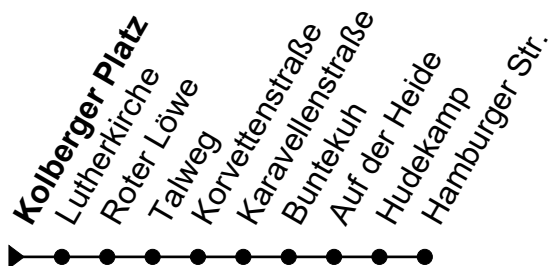 Kolberger Platz
Lutherkirche
Roter Löwe
Talweg
Korvettenstraße
Karavellenstraße
Buntekuh
Auf der Heide
Hudekamp
Hamburger Str.